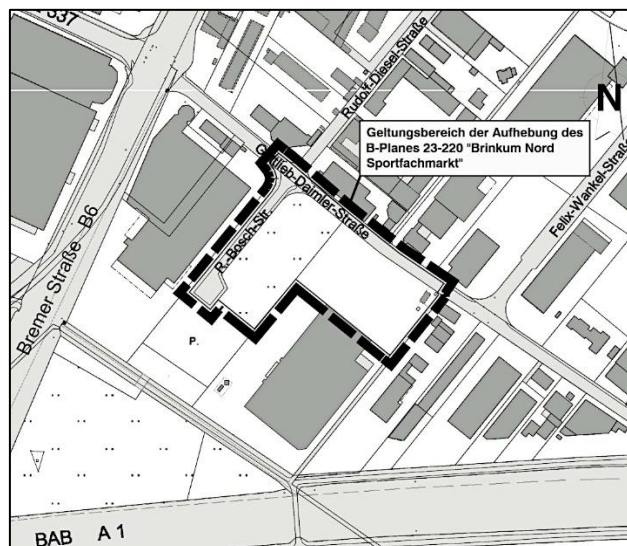 337
Rudolf-Diesel-Straße
N
Geltungsbereich der Aufhebung des
B-Planes 23-220 "Brinkum Nord
Sportfachmarkt"
Gottlieb-Daimler-Straße
Felix-Wankel-Straße
R.-Bosch-Str.
Bremer Straße B6
P.
BAB A 1